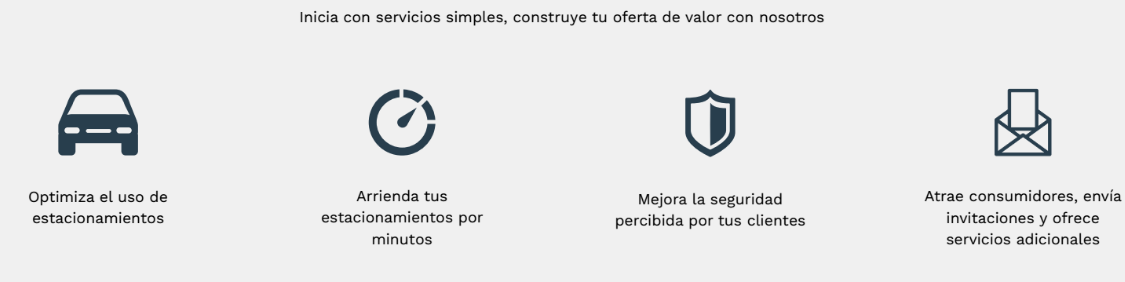 Inicia con servicios simples, construye tu oferta de valor con nosotros
Optimiza el uso de
estacionamientos
Arrienda tus
estacionamientos por
minutos
Mejora la seguridad
percibida por tus clientes
Atrae consumidores, envía
invitaciones y ofrece
servicios adicionales